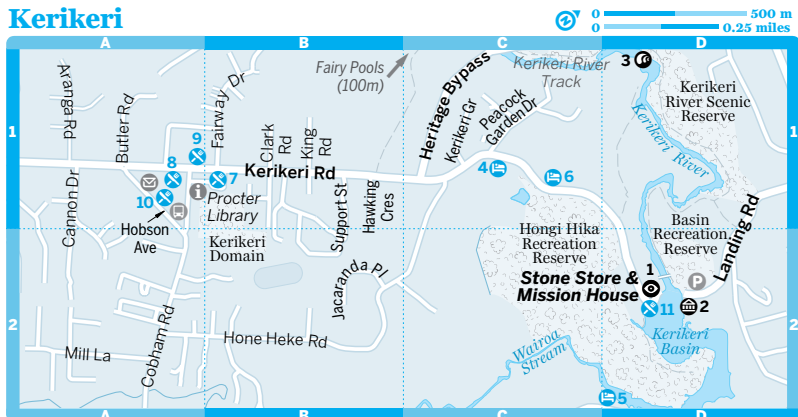 Kerikeri
0 500 m
0 0.25 miles
A B C D
1
2
1
2
A B C D
Aranga Rd
Butler Rd
Fairway Dr
Clark
Rd
King
Rd
Fairy Pools
(100m)
Heritage Bypass
Kerikeri Gr
Peacock
Garden Dr
Kerikeri River
Track
3
Kerikeri
River Scenic
Reserve
Kerikeri River
9
8
7
10
Kerikeri Rd
4
6
Cannon Dr
Hobson
Ave
Procter
Library
Kerikeri
Domain
Support St
Hawking
Cres
Jacaranda Pl
Hongi Hika
Recreation
Reserve
Basin
Recreation
Reserve
Landing Rd
P
1
Stone Store &
Mission House
11
2
Kerikeri
Basin
Mill La
Cobham Rd
Hone Heke Rd
Wairoa
Stream
5